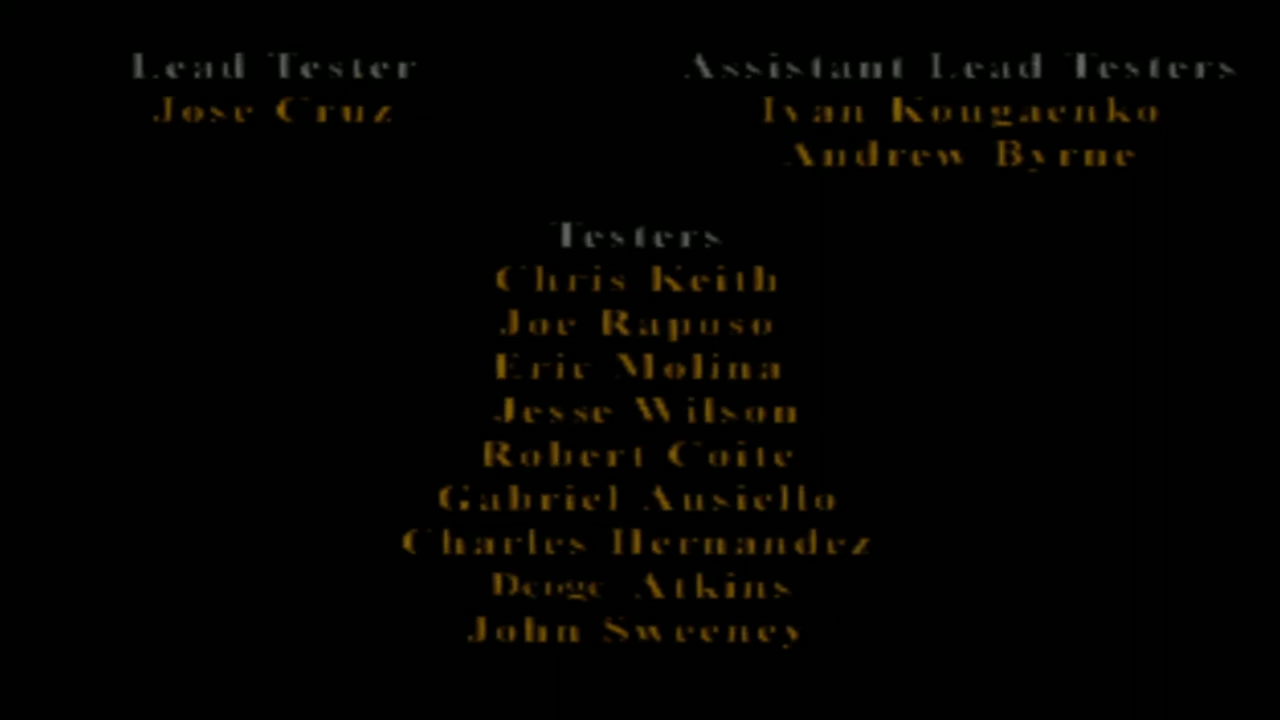 Lead Tester
Jose Cruz
Assistant Lead Testers
Ivan Kougaenko
Andrew Byrne
Testers
Chris Keith
Joe Raposo
Eric Molina
Jesse Wilson
Robert Coite
Gabriel Ausiello
Charles Hernandez
Atkins
John Sweeney